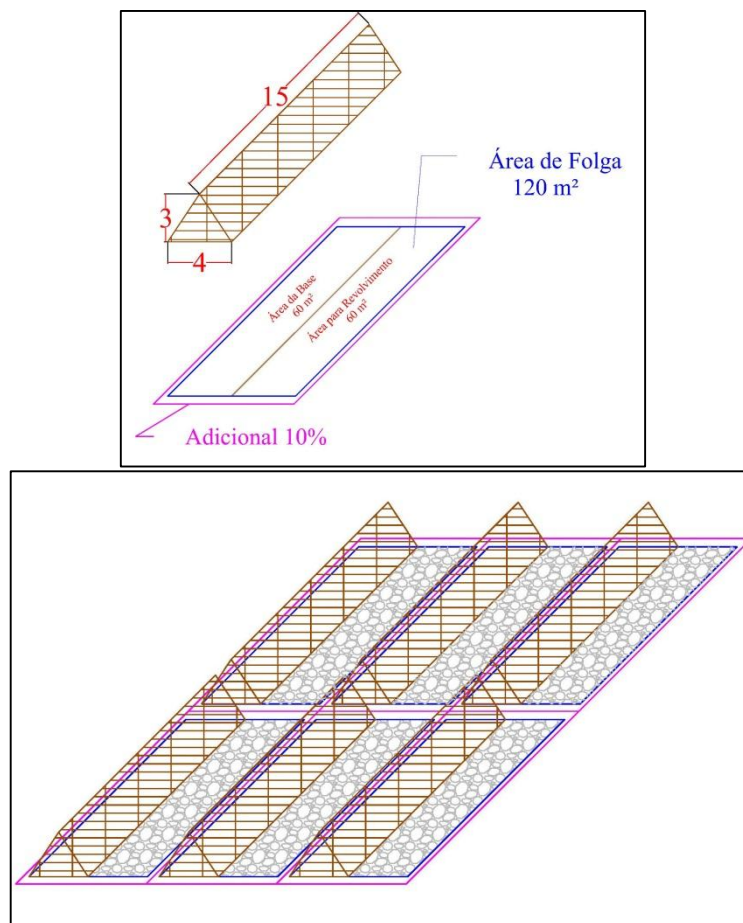 15
Área de Folga
120 m²
3
4
Área da Base
60 m²
Área para Revolvimento
60 m²
Adicional 10%